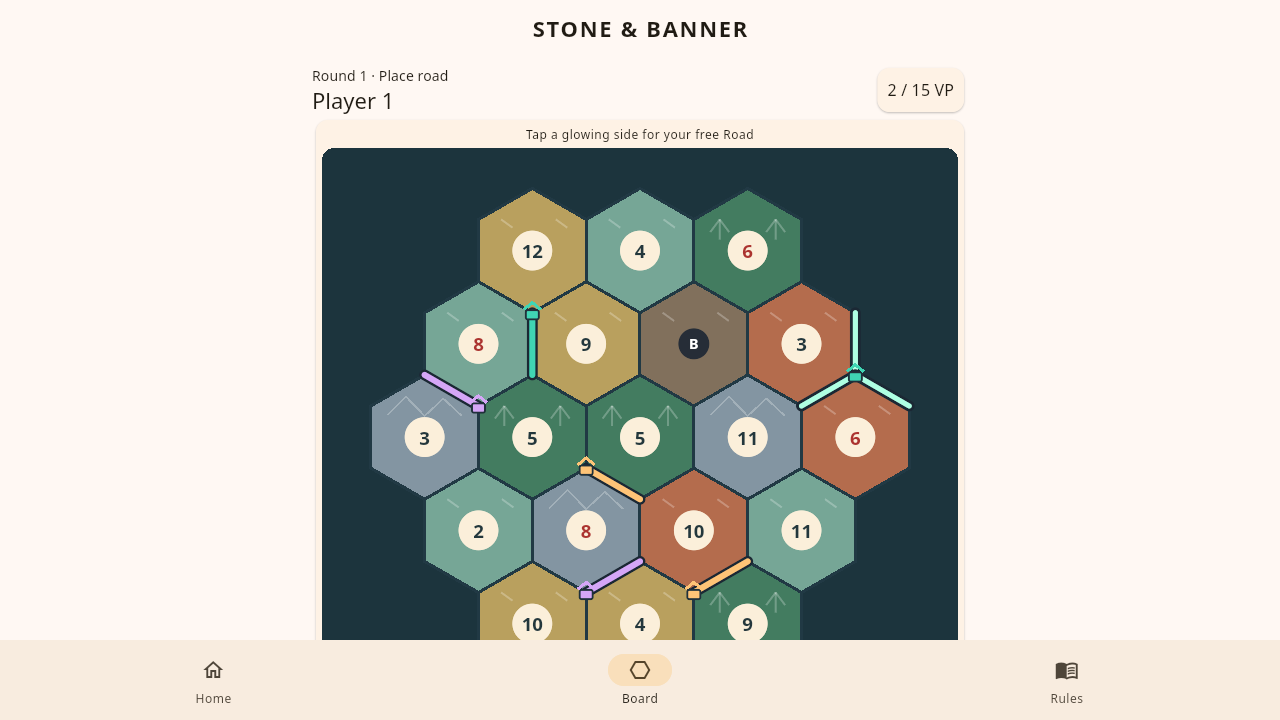 STONE & BANNER
Round 1 · Place road
Player 1
2 / 15 VP
Tap a glowing side for your free Road
12 4 6
8 9 B 3
3 5 5 11 6
2 8 10 11
10 4 9
Home Board Rules